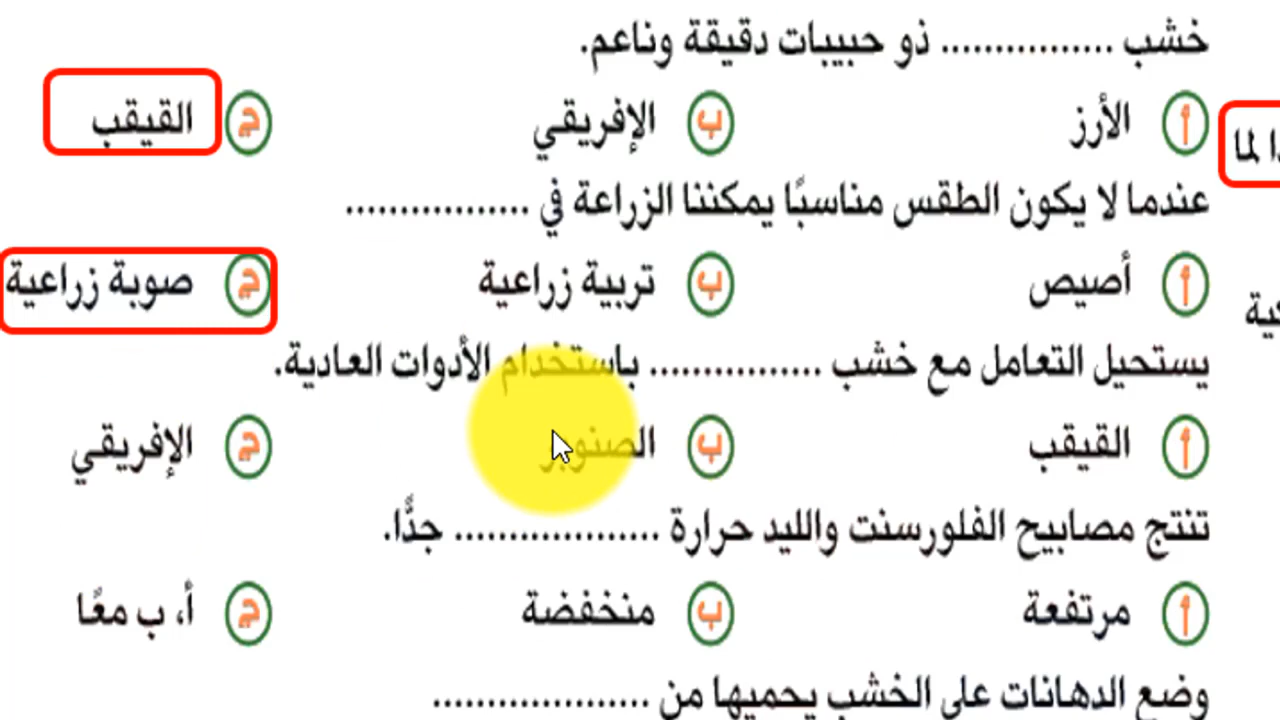 خشب ................ ذو حبيبات دقيقة وناعم.
أ الأرز ب الإفريقي ج القيقب
ا لما
عندما لا يكون الطقس مناسبًا يمكننا الزراعة في .................
أ أصيص ب تربية زراعية ج صوبة زراعية
كية
يستحيل التعامل مع خشب ................ باستخدام الأدوات العادية.
أ القيقب ب الصنوبر ج الإفريقي
تنتج مصابيح الفلورسنت والليد حرارة ................... جدًّا.
أ مرتفعة ب منخفضة ج أ، ب معًا
وضع الدهانات على الخشب يحميها من ....................